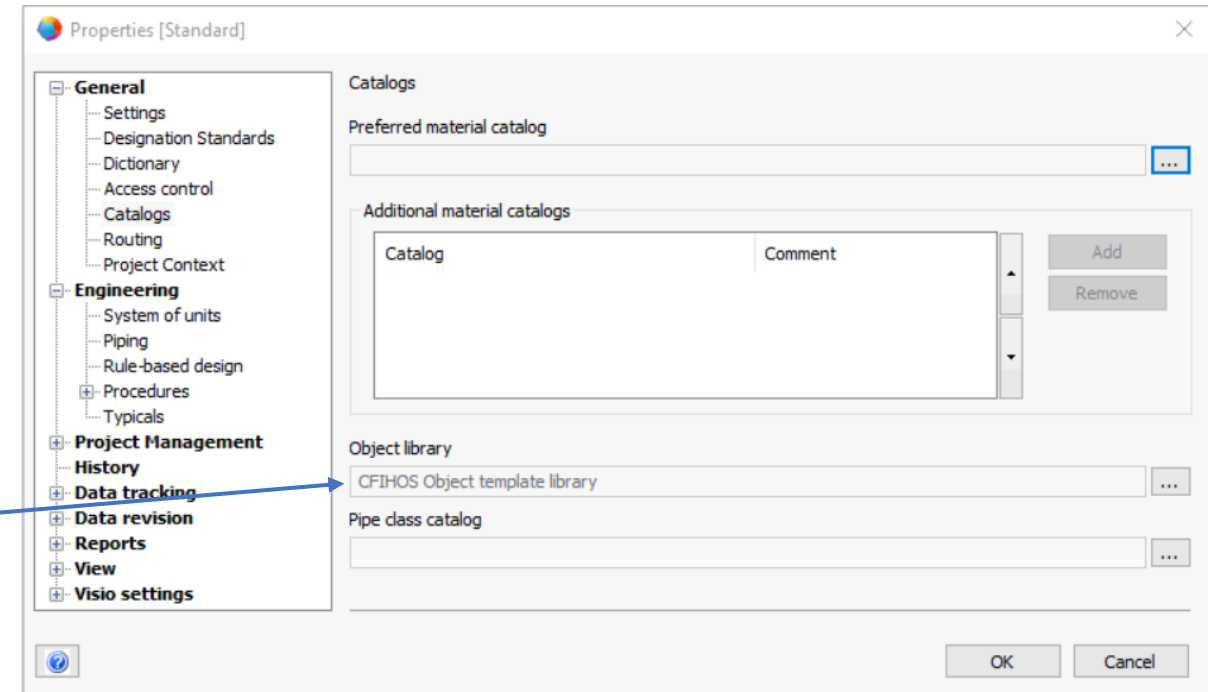 Properties [Standard]
General
Settings
Designation Standards
Dictionary
Access control
Catalogs
Routing
Project Context
Engineering
System of units
Piping
Rule-based design
Procedures
Typicals
Project Management
History
Data tracking
Data revision
Reports
View
Visio settings
Catalogs
Preferred material catalog
...
Additional material catalogs
Catalog Comment
Add
Remove
Object library
CFIHOS Object template library
...
Pipe class catalog
...
OK Cancel